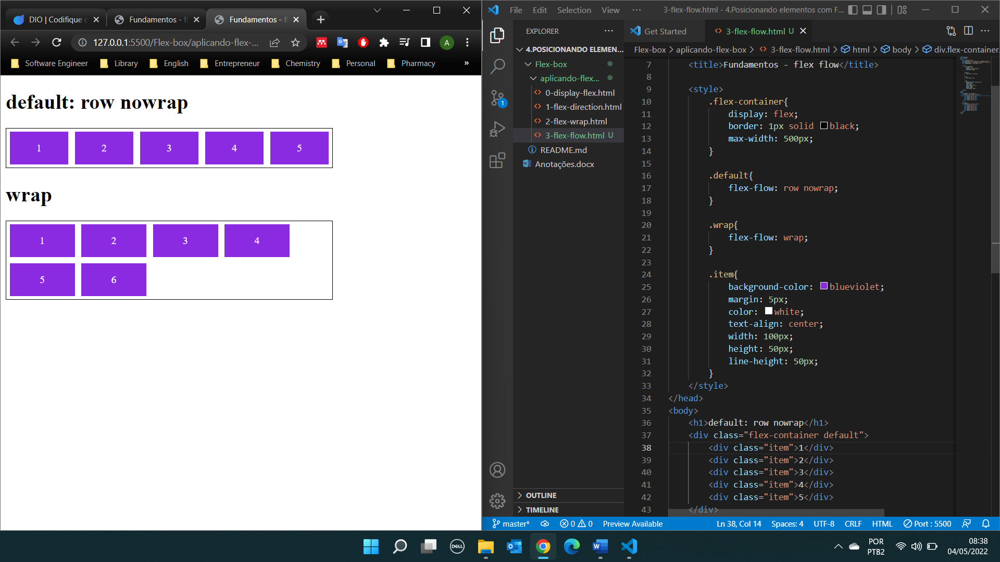 DIO | Codifique
Fundamentos - f
Fundamentos - f
127.0.0.1:5500/Flex-box/aplicando-flex-...
A
Software Engineer
Library
English
Entrepreneur
Chemistry
Personal
Pharmacy
»
default: row nowrap
1 2 3 4 5
wrap
1 2 3 4
5 6
File Edit Selection View ··· 3-flex-flow.html - 4.Posicionando elementos com F...
EXPLORER ···
4.POSICIONANDO ELEMEN...
Flex-box
aplicando-flex...
0-display-flex.html
1-flex-direction.html
2-flex-wrap.html
3-flex-flow.html U
README.md
Anotações.docx
OUTLINE
TIMELINE
1
Get Started
3-flex-flow.html U
Flex-box > aplicando-flex-box > 3-flex-flow.html > html > body > div.flex-container.
7 <title>Fundamentos - flex flow</title>
8
9 <style>
10 .flex-container{
11 display: flex;
12 border: 1px solid black;
13 max-width: 500px;
14 }
15
16 .default{
17 flex-flow: row nowrap;
18 }
19
20 .wrap{
21 flex-flow: wrap;
22 }
23
24 .item{
25 background-color: blueviolet;
26 margin: 5px;
27 color: white;
28 text-align: center;
29 width: 100px;
30 height: 50px;
31 line-height: 50px;
32 }
33 </style>
34 </head>
35 <body>
36 <h1>default: row nowrap</h1>
37 <div class="flex-container default">
38 <div class="item">1</div>
39 <div class="item">2</div>
40 <div class="item">3</div>
41 <div class="item">4</div>
42 <div class="item">5</div>
43 </div>
master* 0 0 Preview Available Ln 38, Col 14 Spaces: 4 UTF-8 CRLF HTML Port : 5500
DELL
POR
PTB2
08:38
04/05/2022